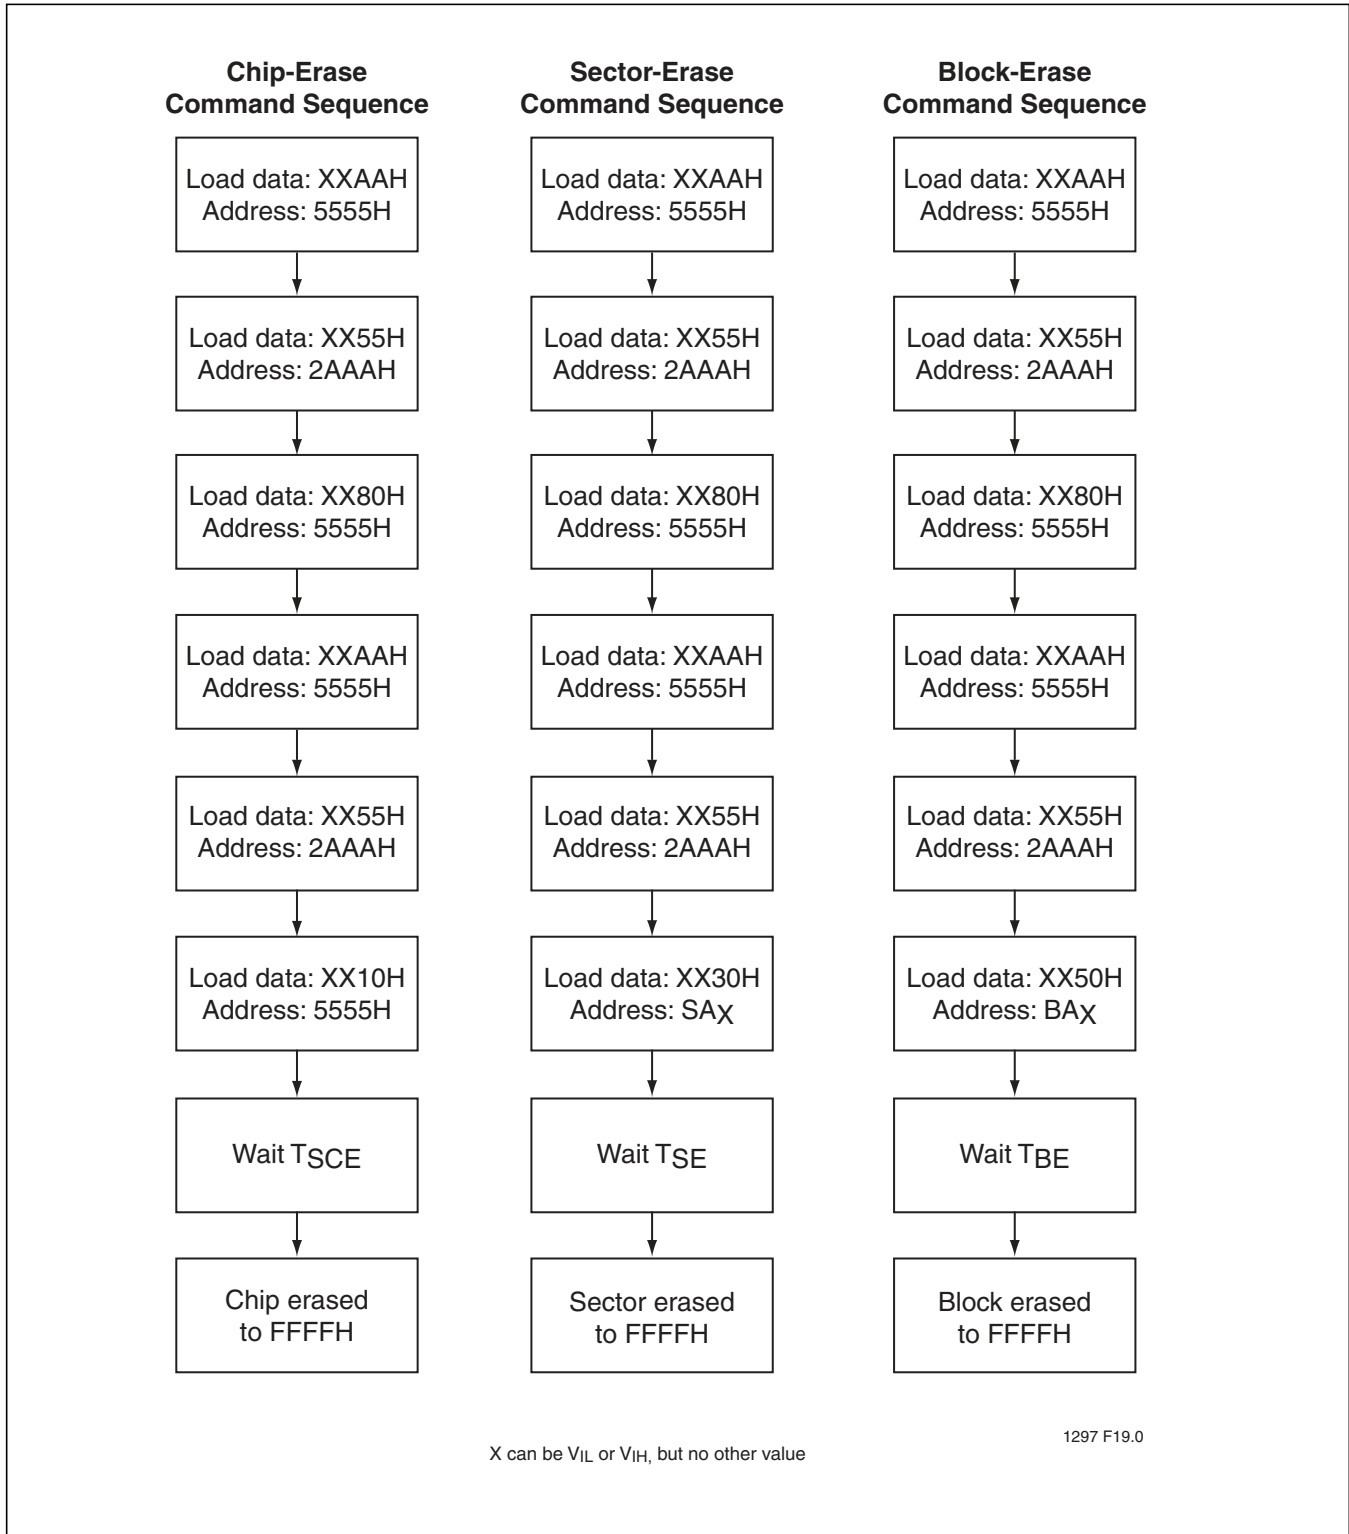 Chip-Erase
Command Sequence
Load data: XXAAH
Address: 5555H
Load data: XX55H
Address: 2AAAH
Load data: XX80H
Address: 5555H
Load data: XXAAH
Address: 5555H
Load data: XX55H
Address: 2AAAH
Load data: XX10H
Address: 5555H
Wait TSCE
Chip erased
to FFFFH
Sector-Erase
Command Sequence
Load data: XXAAH
Address: 5555H
Load data: XX55H
Address: 2AAAH
Load data: XX80H
Address: 5555H
Load data: XXAAH
Address: 5555H
Load data: XX55H
Address: 2AAAH
Load data: XX30H
Address: SAX
Wait TSE
Sector erased
to FFFFH
Block-Erase
Command Sequence
Load data: XXAAH
Address: 5555H
Load data: XX55H
Address: 2AAAH
Load data: XX80H
Address: 5555H
Load data: XXAAH
Address: 5555H
Load data: XX55H
Address: 2AAAH
Load data: XX50H
Address: BAX
Wait TBE
Block erased
to FFFFH
1297 F19.0
X can be VIL or VIH, but no other value